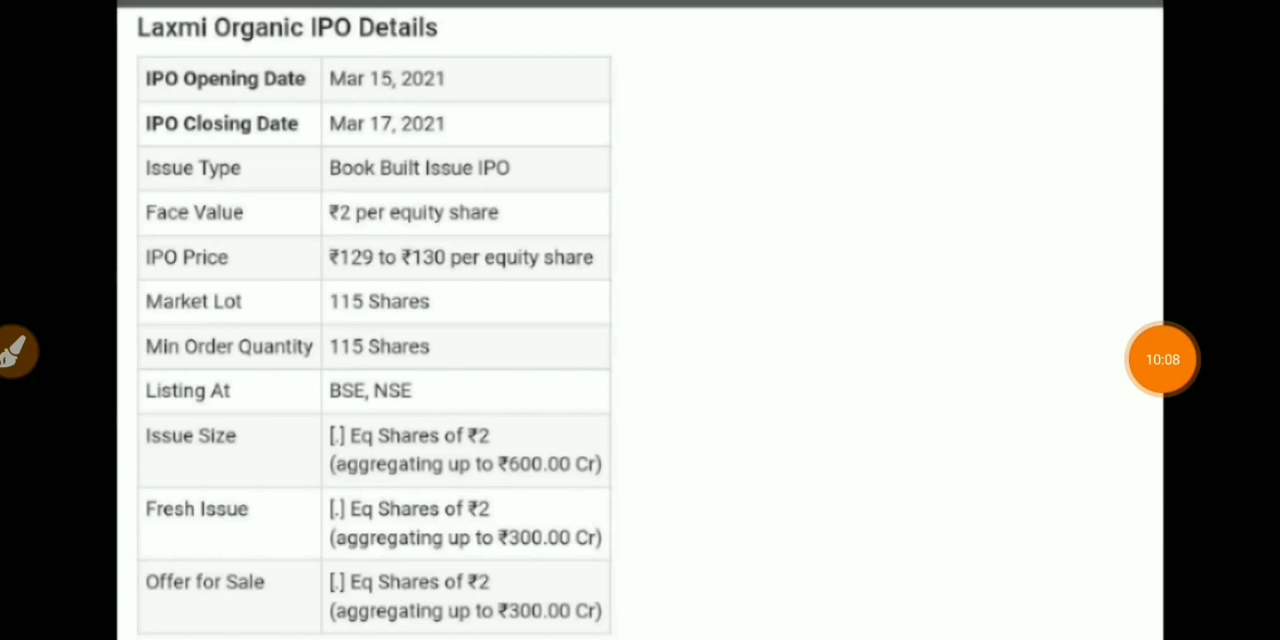 Laxmi Organic IPO Details
IPO Opening Date Mar 15, 2021
IPO Closing Date Mar 17, 2021
Issue Type Book Built Issue IPO
Face Value ₹2 per equity share
IPO Price ₹129 to ₹130 per equity share
Market Lot 115 Shares
Min Order Quantity 115 Shares
10:08
Listing At BSE, NSE
Issue Size [.] Eq Shares of ₹2
(aggregating up to ₹600.00 Cr)
Fresh Issue [.] Eq Shares of ₹2
(aggregating up to ₹300.00 Cr)
Offer for Sale [.] Eq Shares of ₹2
(aggregating up to ₹300.00 Cr)